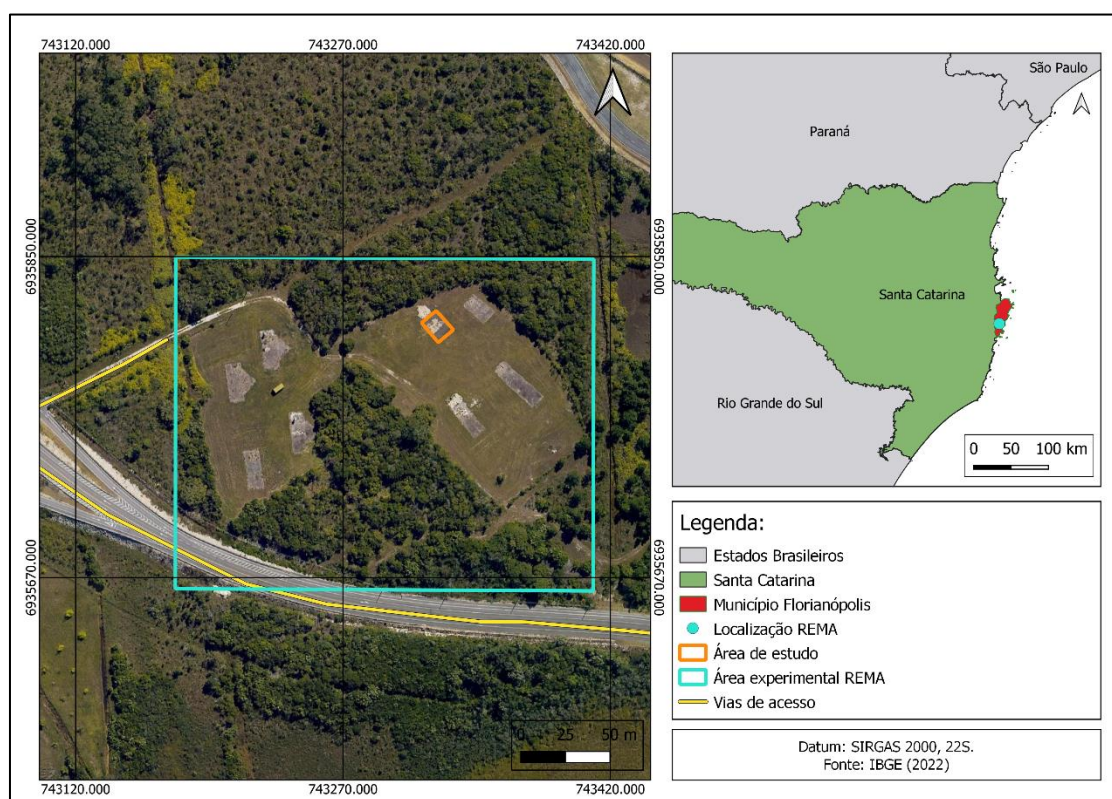 743120.000
743270.000
743420.000
6935850.000
6935850.000
6935670.000
6935670.000
0 25 50 m
743120.000
743270.000
743420.000
São Paulo
Paraná
Santa Catarina
Rio Grande do Sul
0 50 100 km
Legenda:
Estados Brasileiros
Santa Catarina
Município Florianópolis
Localização REMA
Área de estudo
Área experimental REMA
Vias de acesso
Datum: SIRGAS 2000, 22S.
Fonte: IBGE (2022)